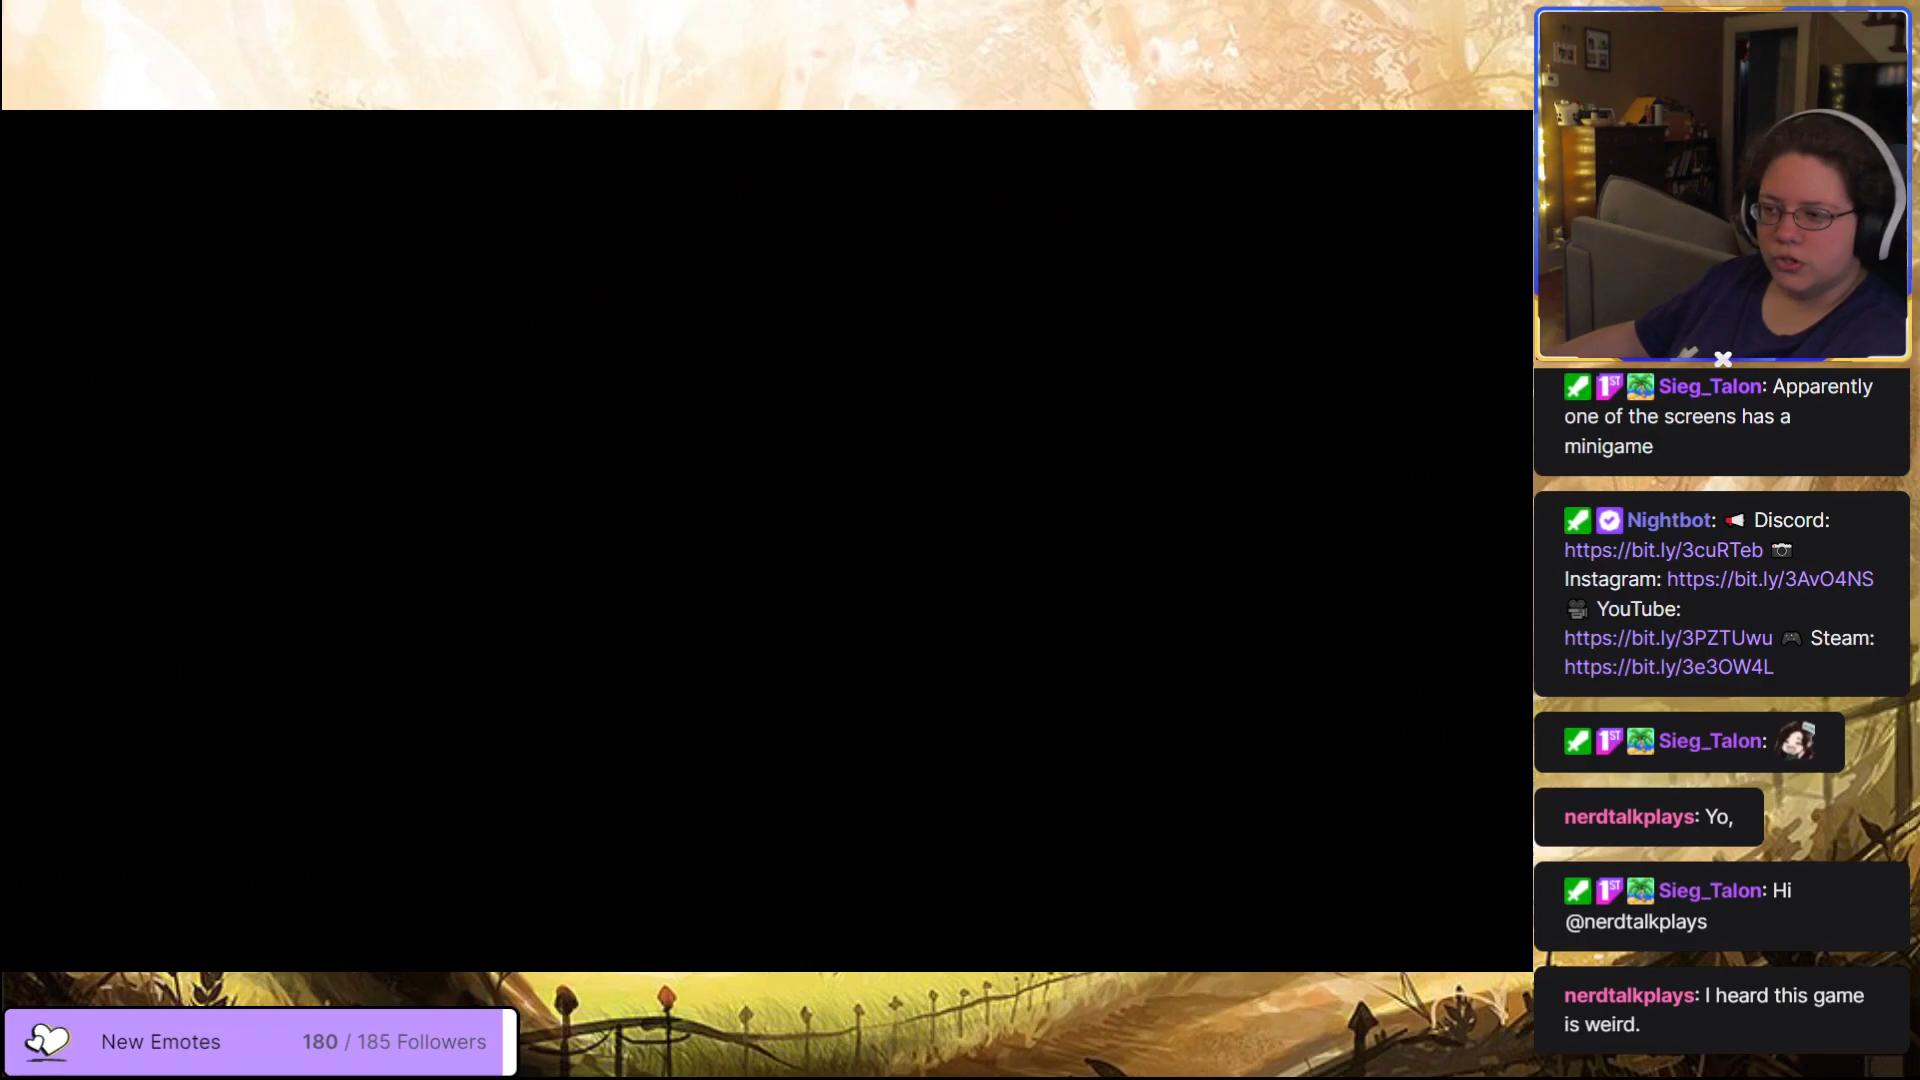 Sieg_Talon: Apparently
one of the screens has a
minigame
Nightbot: Discord:
https://bit.ly/3cuRTeb
Instagram: https://bit.ly/3AvO4NS
YouTube:
https://bit.ly/3PZTUwu Steam:
https://bit.ly/3e3OW4L
1ST Sieg_Talon:
nerdtalkplays: Yo,
1ST Sieg_Talon: Hi
@nerdtalkplays
nerdtalkplays: I heard this game
is weird.
New Emotes 180 / 185 Followers